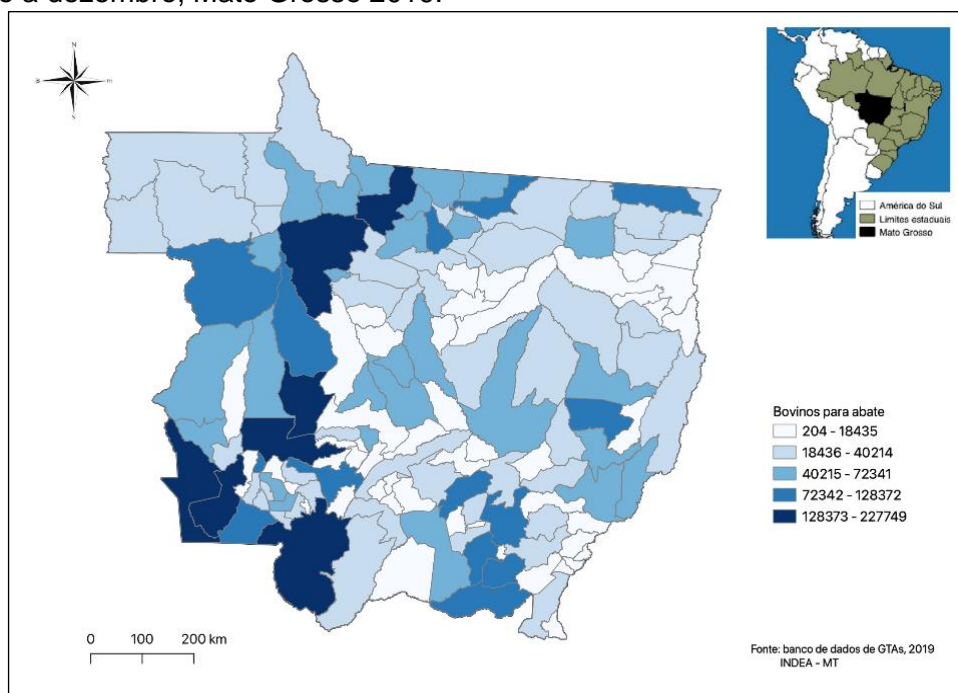 a dezembro, Mato Grosso 2019.
América do Sul
Limites estaduais
Mato Grosso
Bovinos para abate
204 - 18435
18436 - 40214
40215 - 72341
72342 - 128372
128373 - 227749
0 100 200 km
Fonte: banco de dados de GTAs, 2019
INDEA - MT